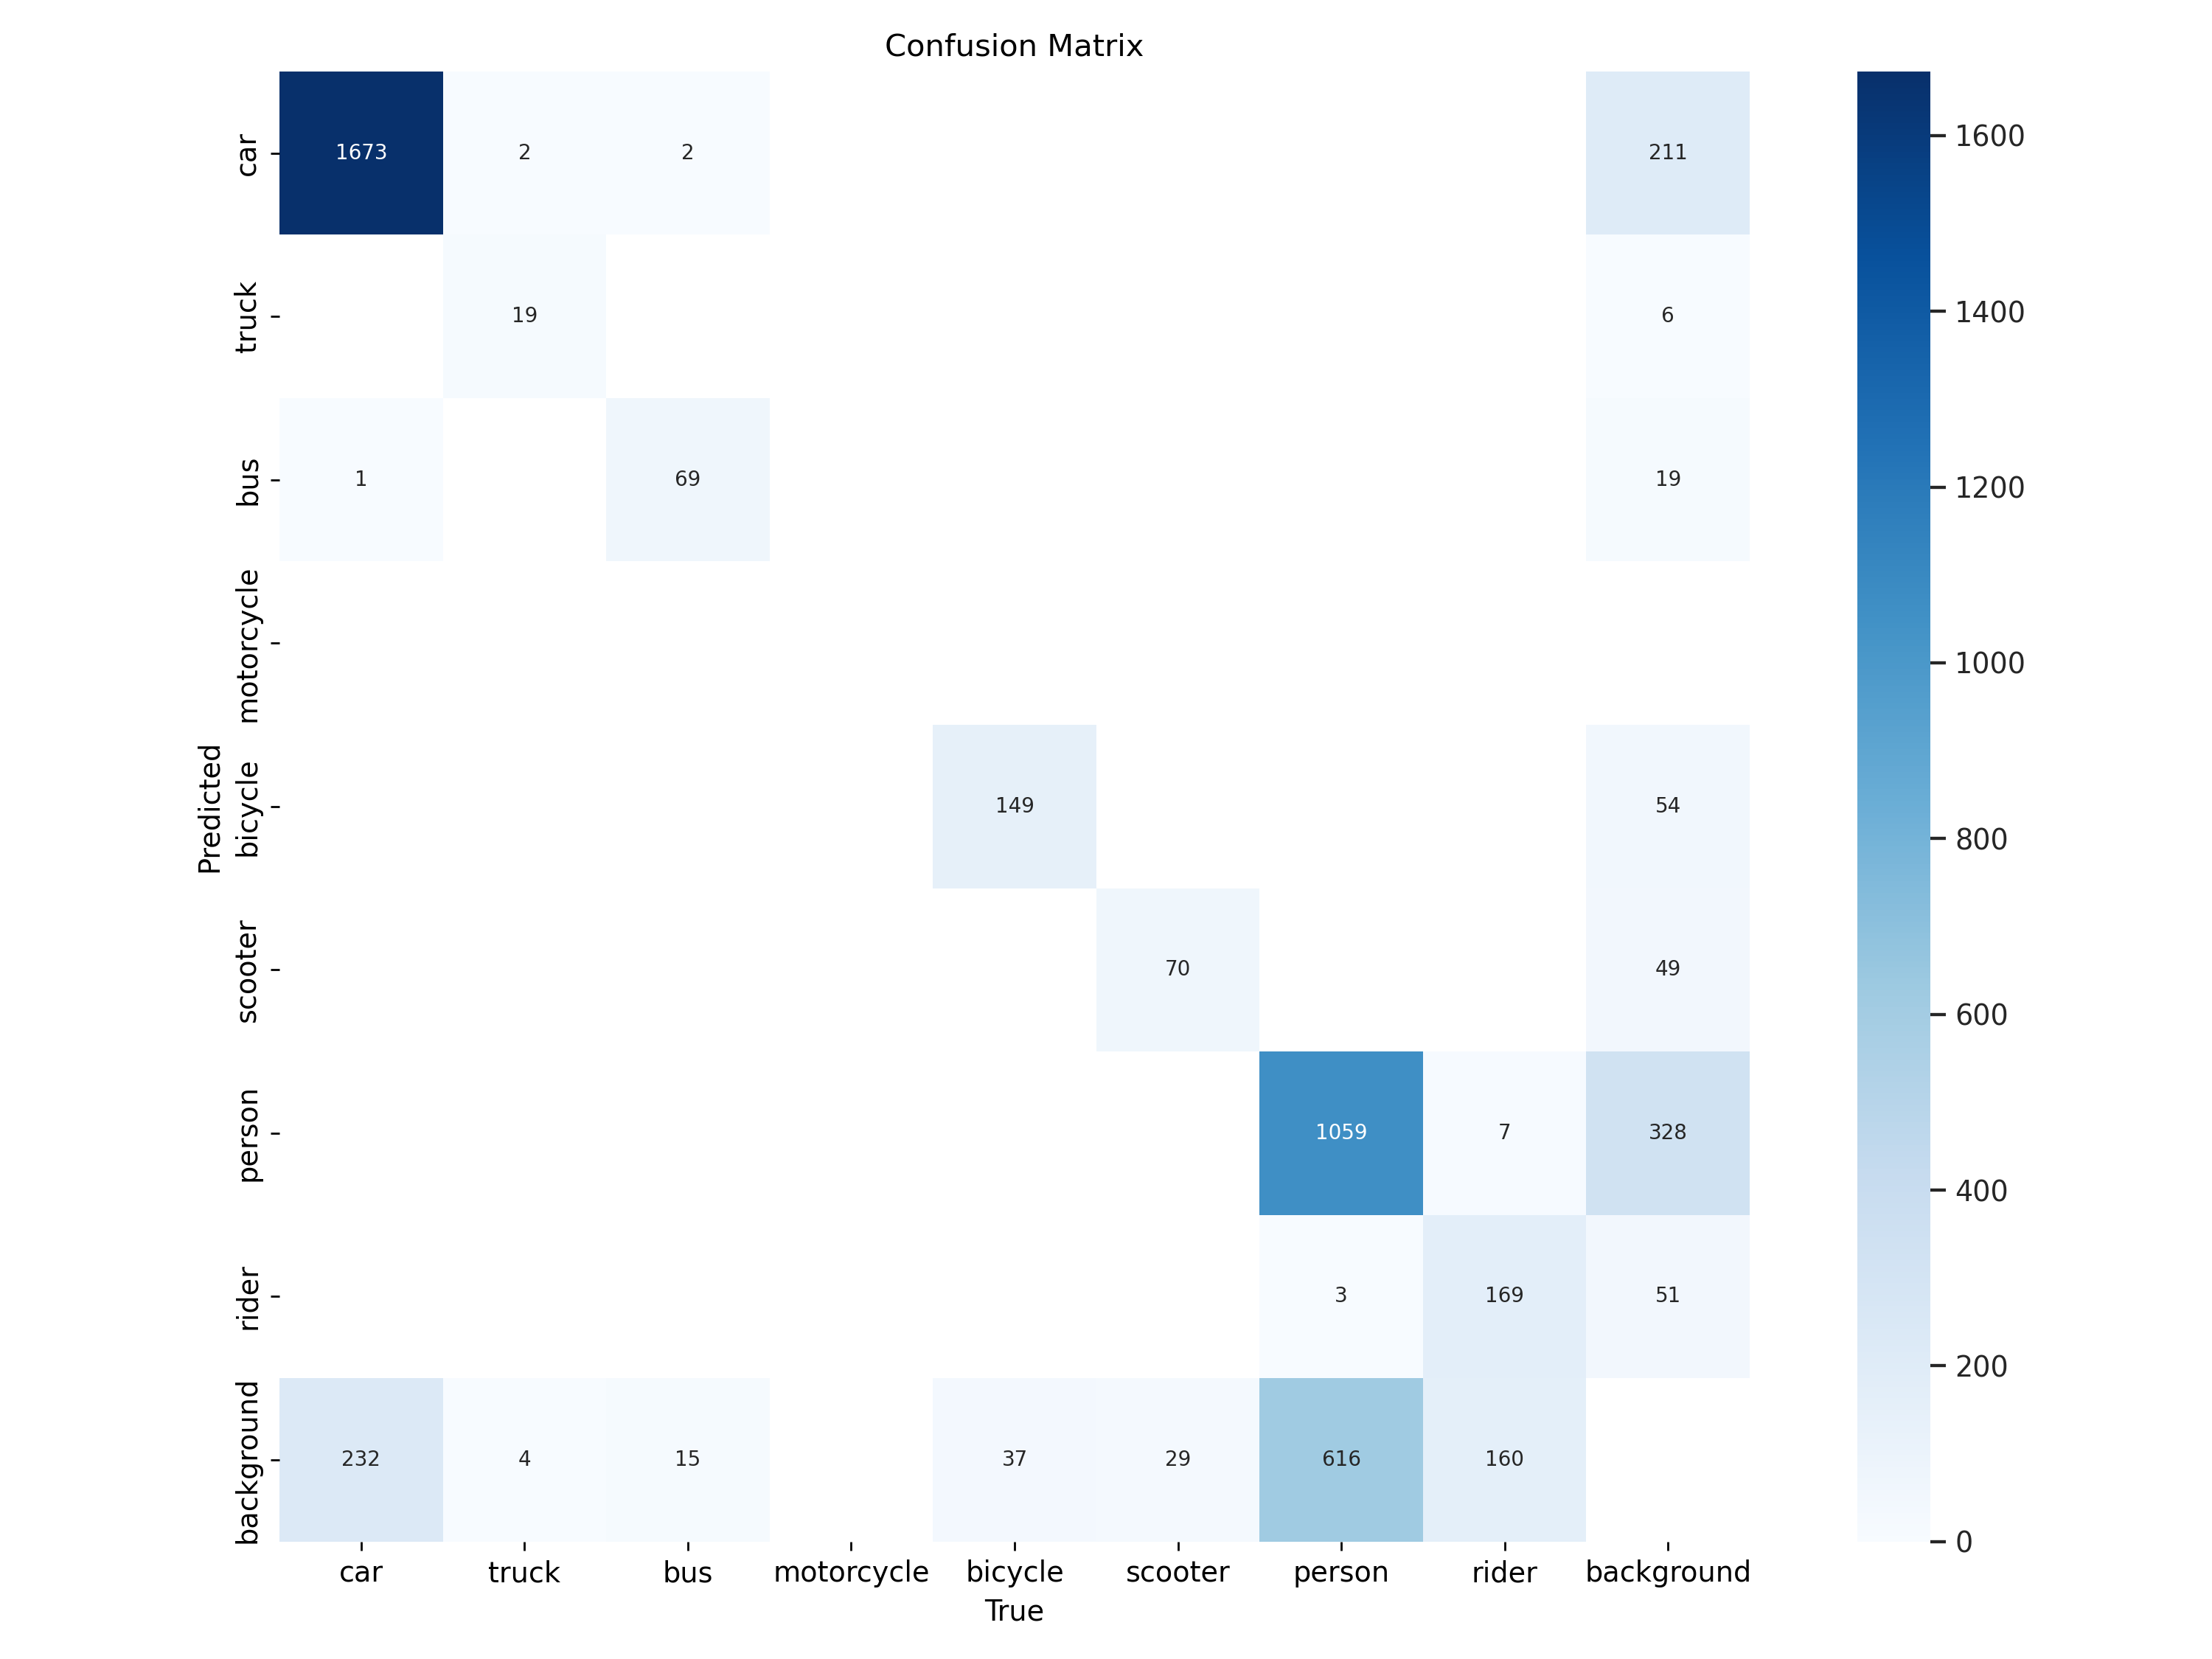 Confusion Matrix
car 1673 2 2 211
truck 19 6
bus 1 69 19
motorcycle
bicycle 149 54
scooter 70 49
person 1059 7 328
rider 3 169 51
background 232 4 15 37 29 616 160
Predicted
car truck bus motorcycle bicycle scooter person rider background
True
1600
1400
1200
1000
800
600
400
200
0